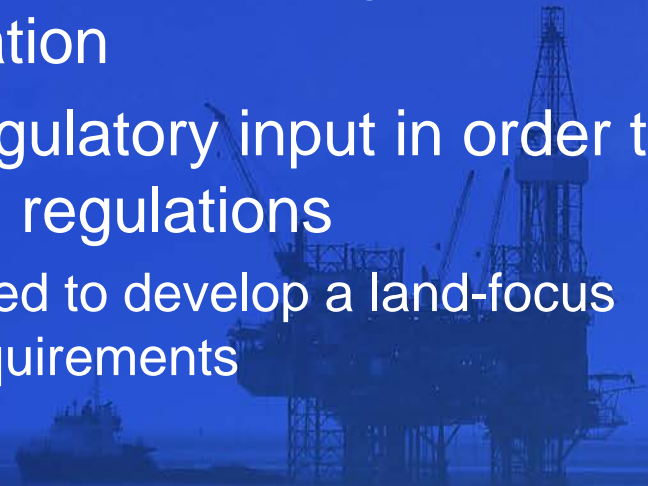 ation
gulatory input in order t
regulations
ed to develop a land-focus
quirements